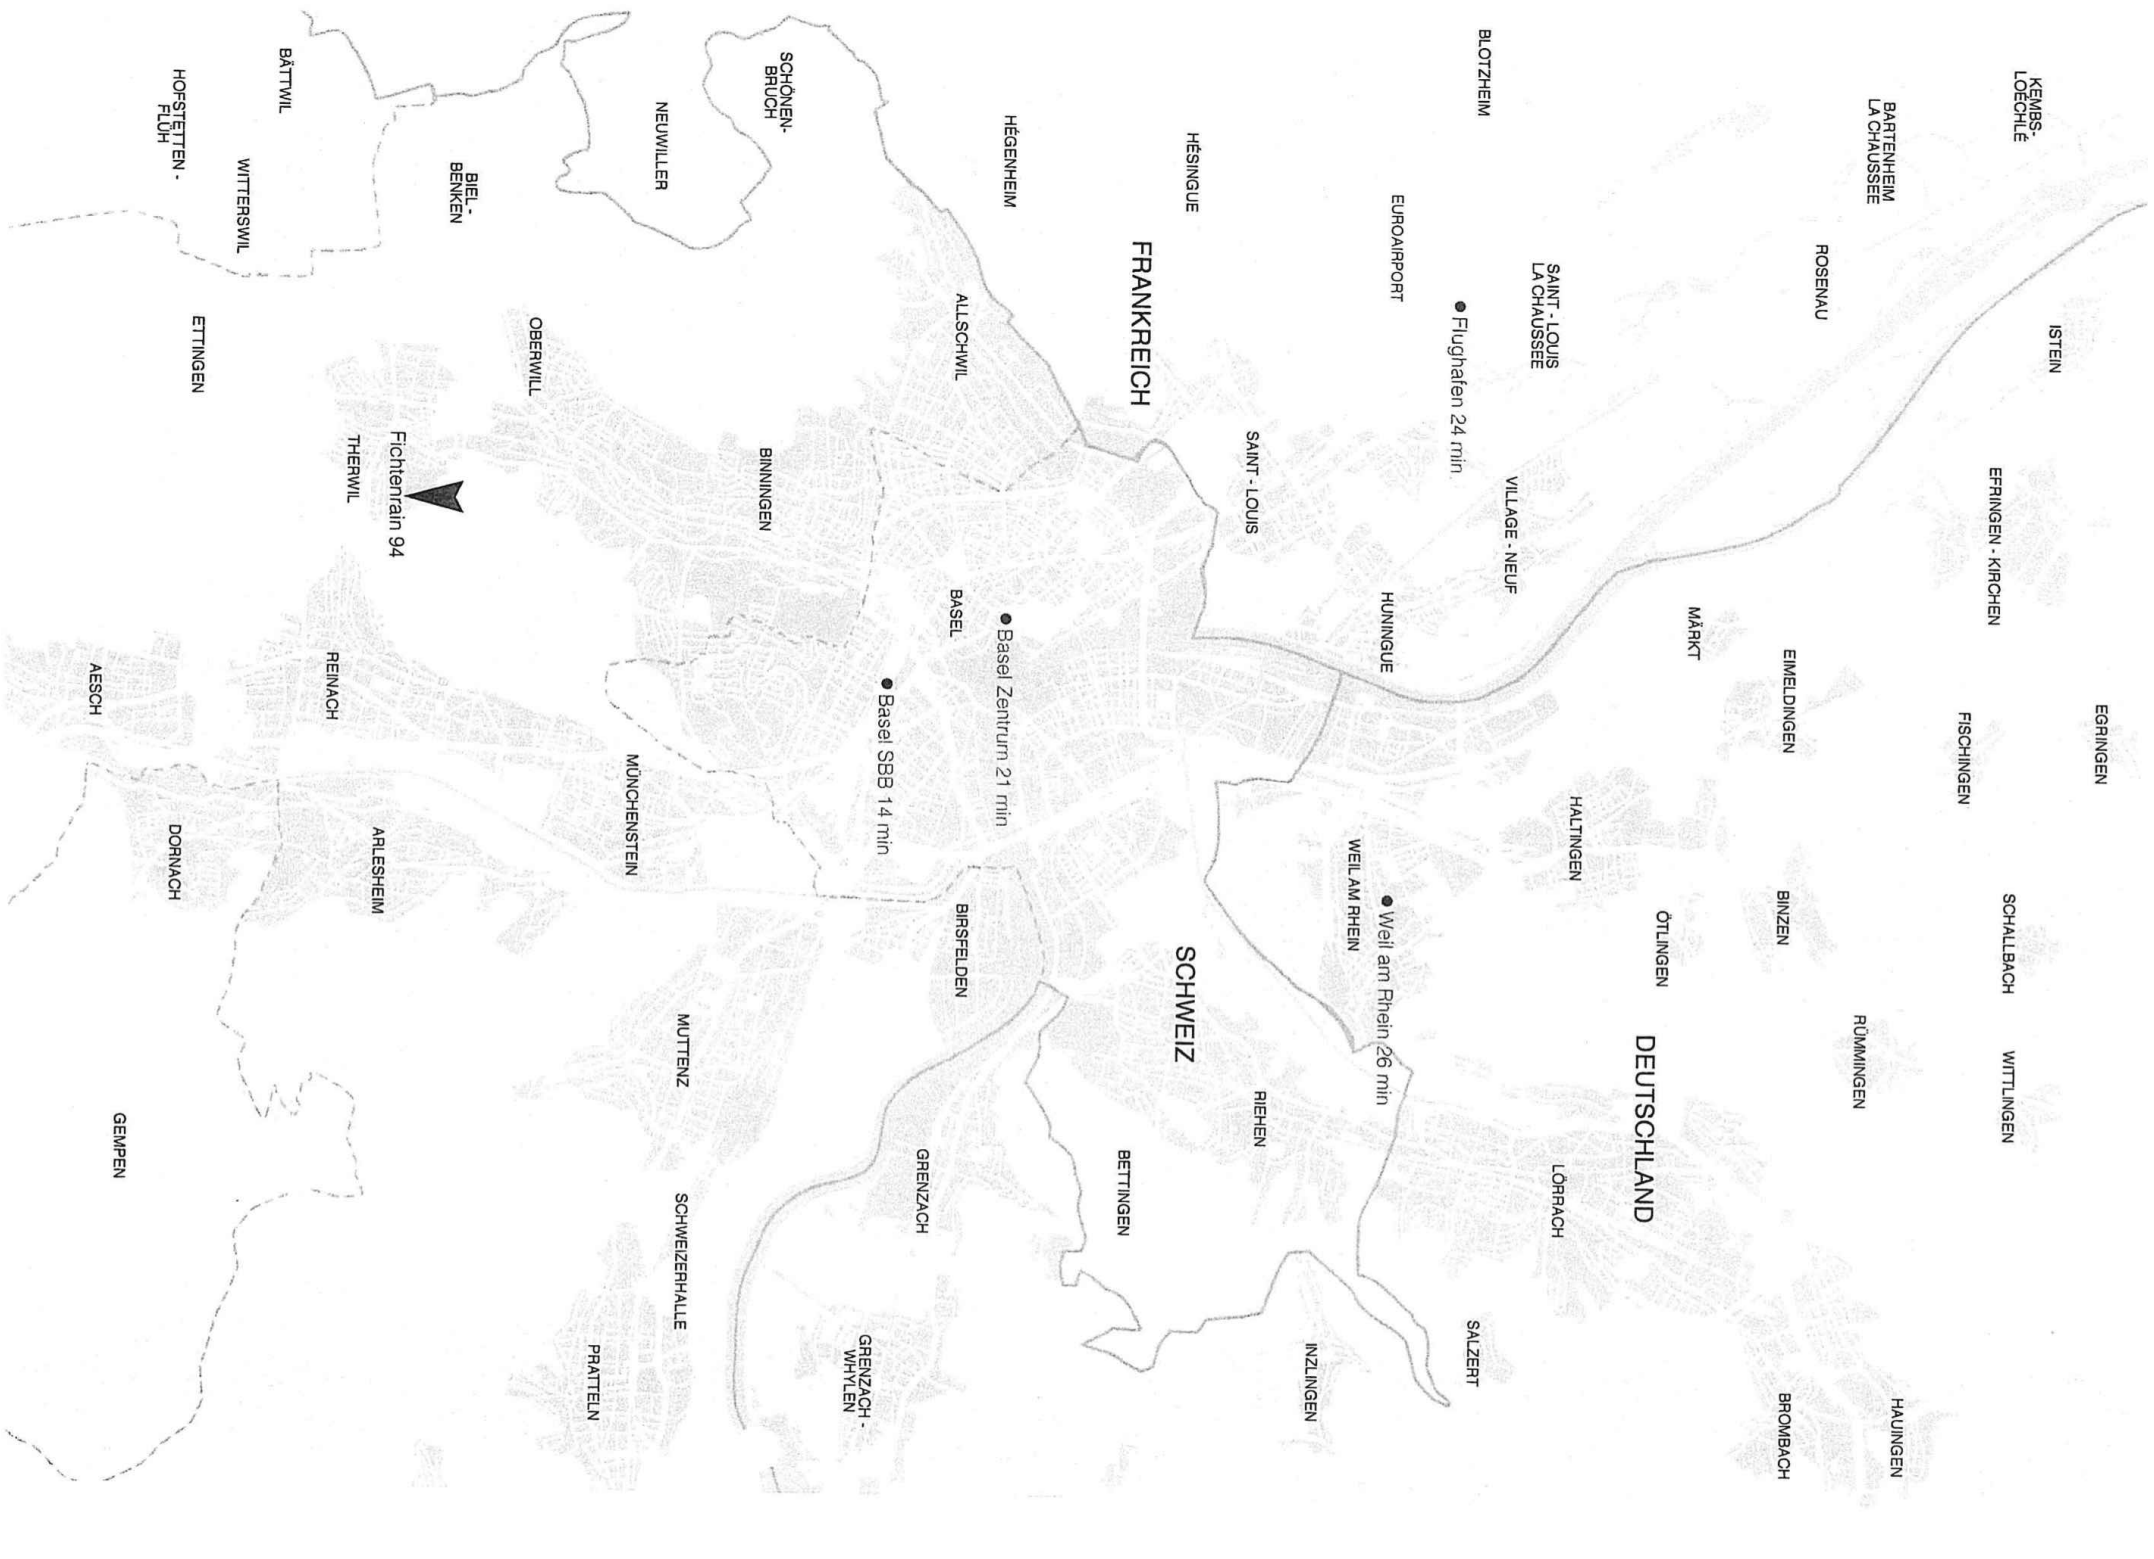 EGRINGEN
ISTEIN
KEMBS-
LOECHLÉ
SCHALLBACH
WITTLINGEN
EFRINGEN - KIRCHEN
FISCHINGEN
HAUINGEN
BARTENHEIM
LA CHAUSSEE
RÜMMINGEN
ROSENAU
EIMELDINGEN
BINZEN
BROMBACH
MÄRKT
ÖTLINGEN
DEUTSCHLAND
HALTINGEN
SAINT - LOUIS
LA CHAUSSEE
LÖRRACH
VILLAGE - NEUF
BLOTZHEIM
SALZERT
Flughafen 24 min.
EUROAIRPORT
HUNINGUE
Weil am Rhein 26 min
WEIL AM RHEIN
INZLINGEN
RIEHEN
SAINT - LOUIS
HÉSINGUE
SCHWEIZ
FRANKREICH
BETTINGEN
HÉGENHEIM
Basel Zentrum 21 min
ALLSCHWIL
BASEL
BIRSFELDEN
GRENZACH
Basel SBB 14 min
GRENZACH -
WHYLEN
SCHÖNEN-
BRUCH
BINNINGEN
MUTTENZ
SCHWEIZERHALLE
NEUWILLER
MÜNCHENSTEIN
PRATTELN
OBERWILL
BIEL -
BENKEN
Fichtenrain 94
ARLESHEIM
THERWIL
REINACH
BÄTTWIL
WITTERSWIL
ETTINGEN
HOFSTETTEN -
FLÜH
DORNACH
GEMPEN
AESCH